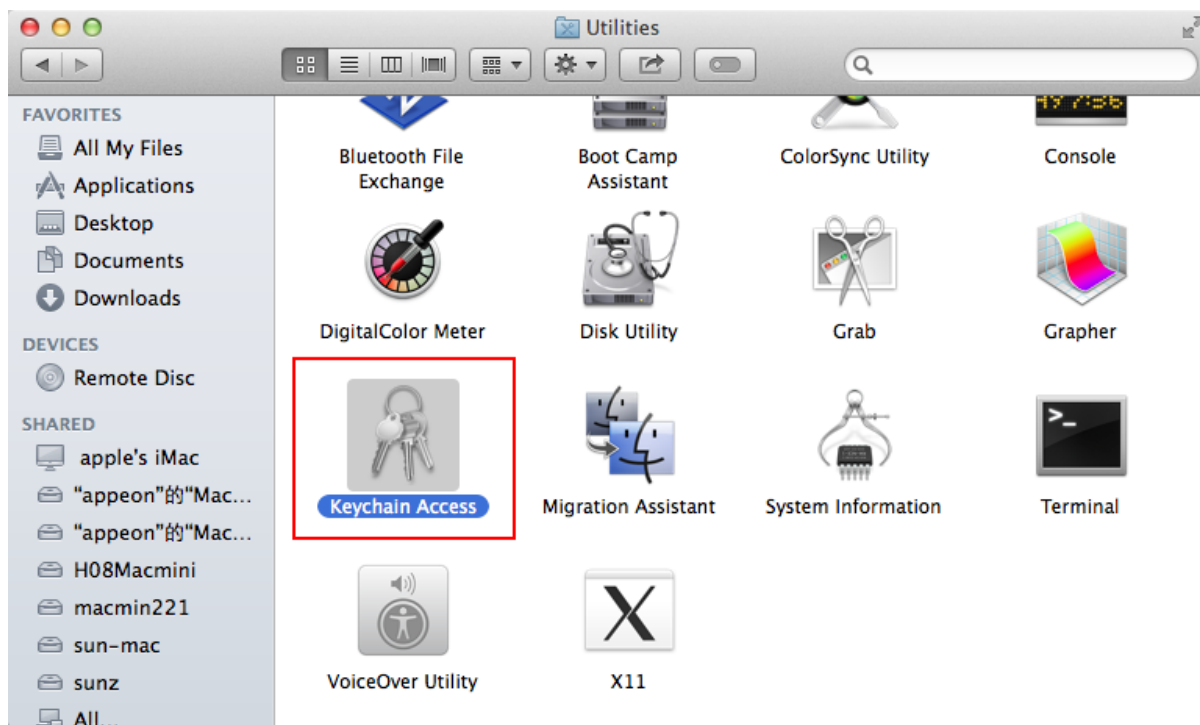 Utilities
FAVORITES
All My Files
Applications
Desktop
Documents
Downloads
DEVICES
Remote Disc
SHARED
apple's iMac
“appeon”的“Mac...
“appeon”的“Mac...
H08Macmini
macmin221
sun-mac
sunz
All...
Bluetooth File
Exchange
Boot Camp
Assistant
ColorSync Utility
Console
DigitalColor Meter
Disk Utility
Grab
Grapher
Keychain Access
Migration Assistant
System Information
>_
Terminal
VoiceOver Utility
X
X11